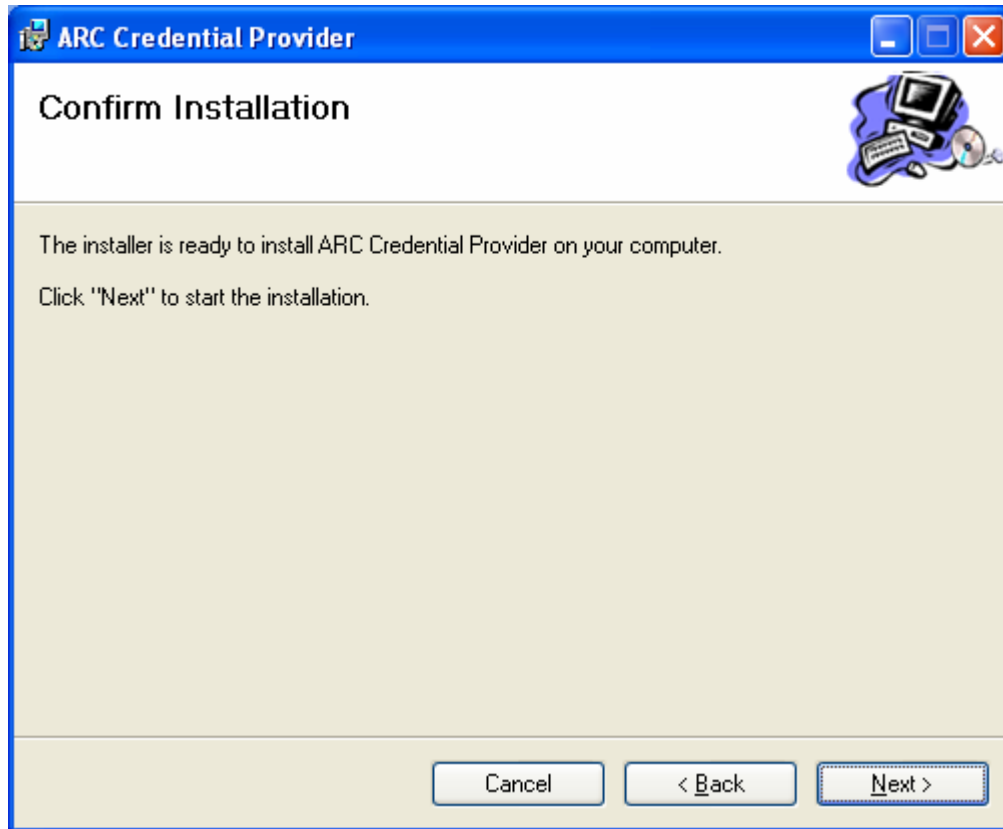 ARC Credential Provider
Confirm Installation
The installer is ready to install ARC Credential Provider on your computer.
Click "Next" to start the installation.
Cancel
< Back
Next >